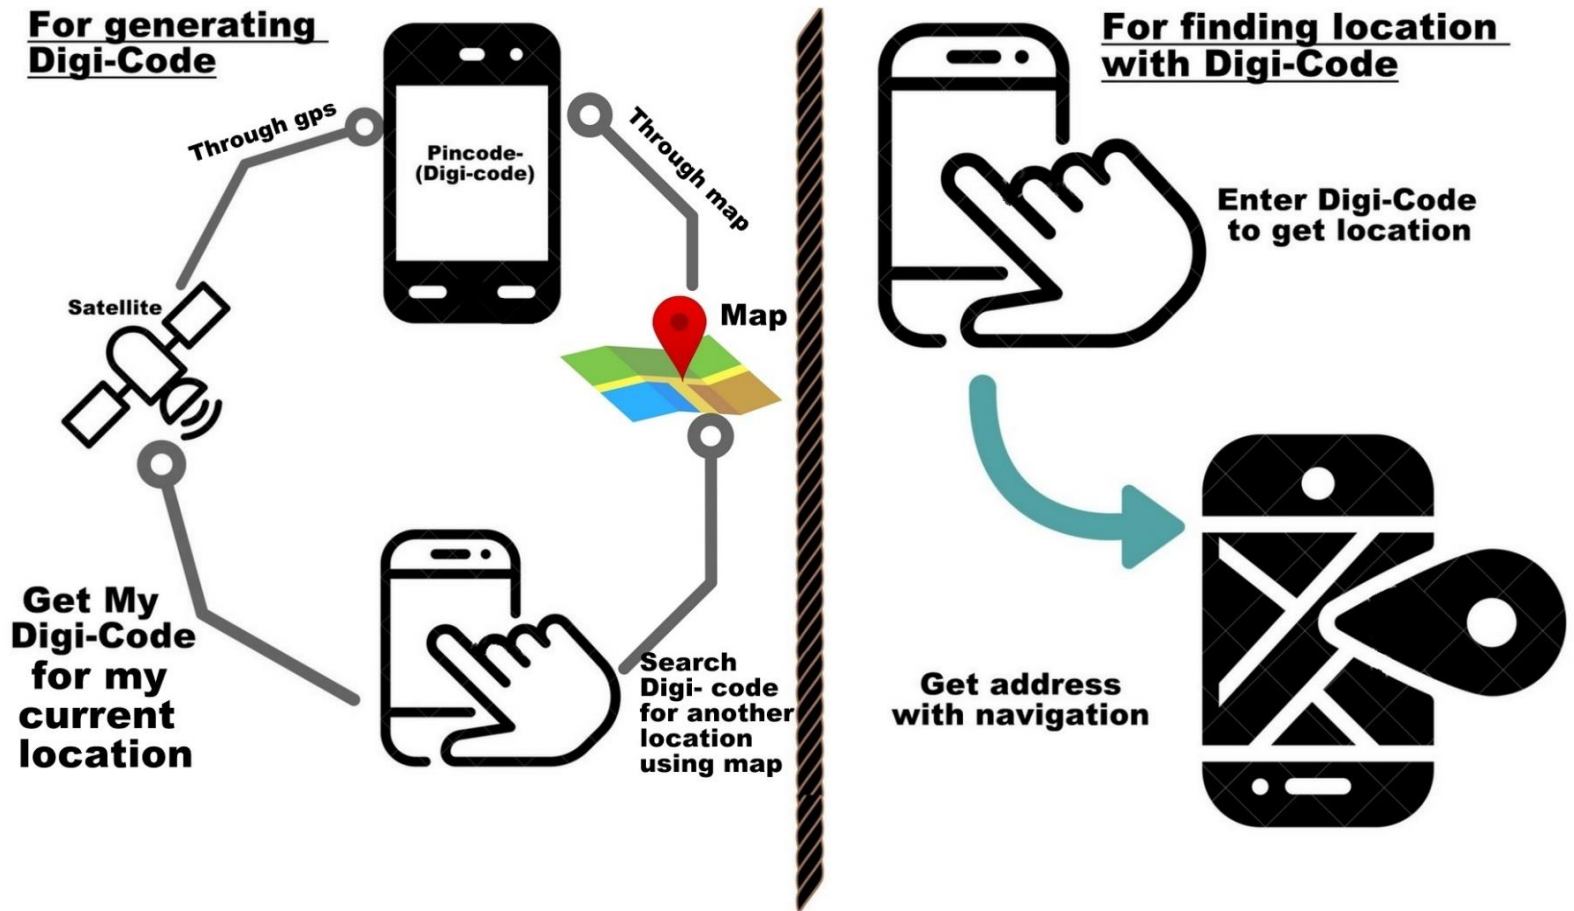 For generating
Digi-Code
Through gps
Pincode-
(Digi-code)
Through map
Satellite
Map
Get My
Digi-Code
for my
current
location
Search
Digi- code
for another
location
using map
For finding location
with Digi-Code
Enter Digi-Code
to get location
Get address
with navigation